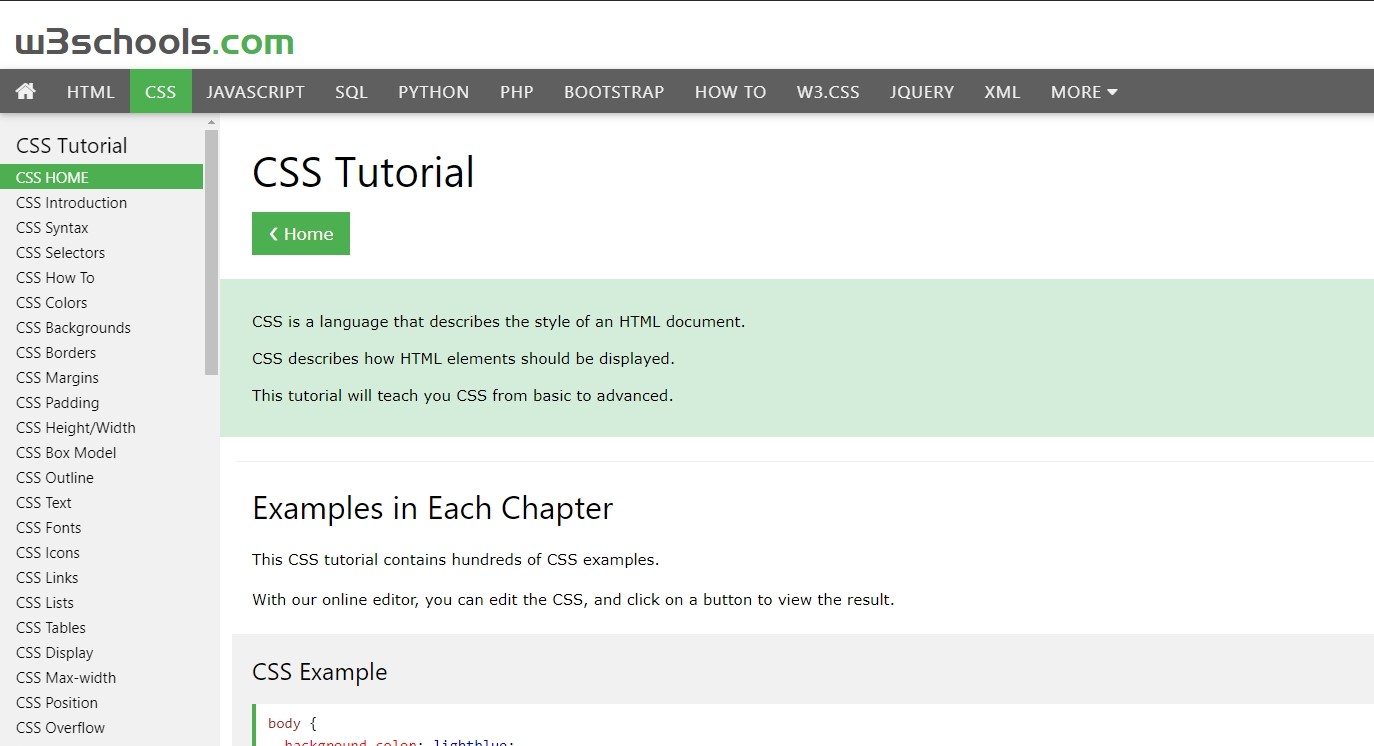 w3schools.com
HTML CSS JAVASCRIPT SQL PYTHON PHP BOOTSTRAP HOW TO W3.CSS JQUERY XML MORE
CSS Tutorial
CSS HOME
CSS Introduction
CSS Syntax
CSS Selectors
CSS How To
CSS Colors
CSS Backgrounds
CSS Borders
CSS Margins
CSS Padding
CSS Height/Width
CSS Box Model
CSS Outline
CSS Text
CSS Fonts
CSS Icons
CSS Links
CSS Lists
CSS Tables
CSS Display
CSS Max-width
CSS Position
CSS Overflow
CSS Tutorial
❮ Home
CSS is a language that describes the style of an HTML document.
CSS describes how HTML elements should be displayed.
This tutorial will teach you CSS from basic to advanced.
Examples in Each Chapter
This CSS tutorial contains hundreds of CSS examples.
With our online editor, you can edit the CSS, and click on a button to view the result.
CSS Example
body {
background-color: lightblue;